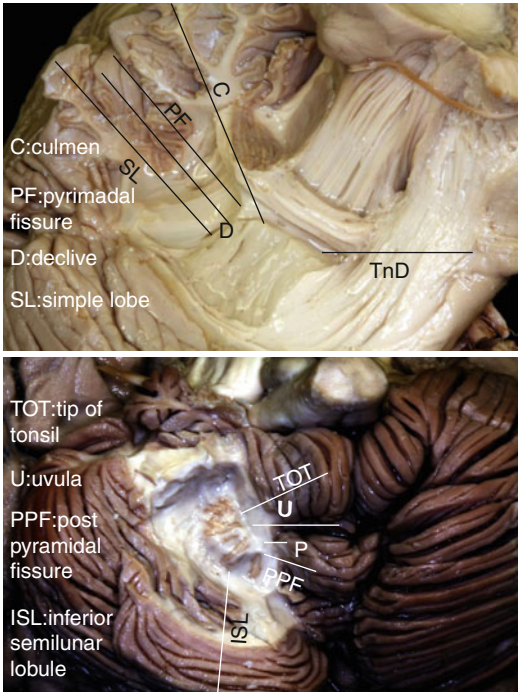 C
PF
C:culmen
SL
PF:pyrimadal
fissure
D
D:declive
TnD
SL:simple lobe
TOT:tip of
tonsil
TOT
U:uvula
U
PPF:post
pyramidal
fissure
P
PPF
ISL:inferior
semilunar
lobule
ISL